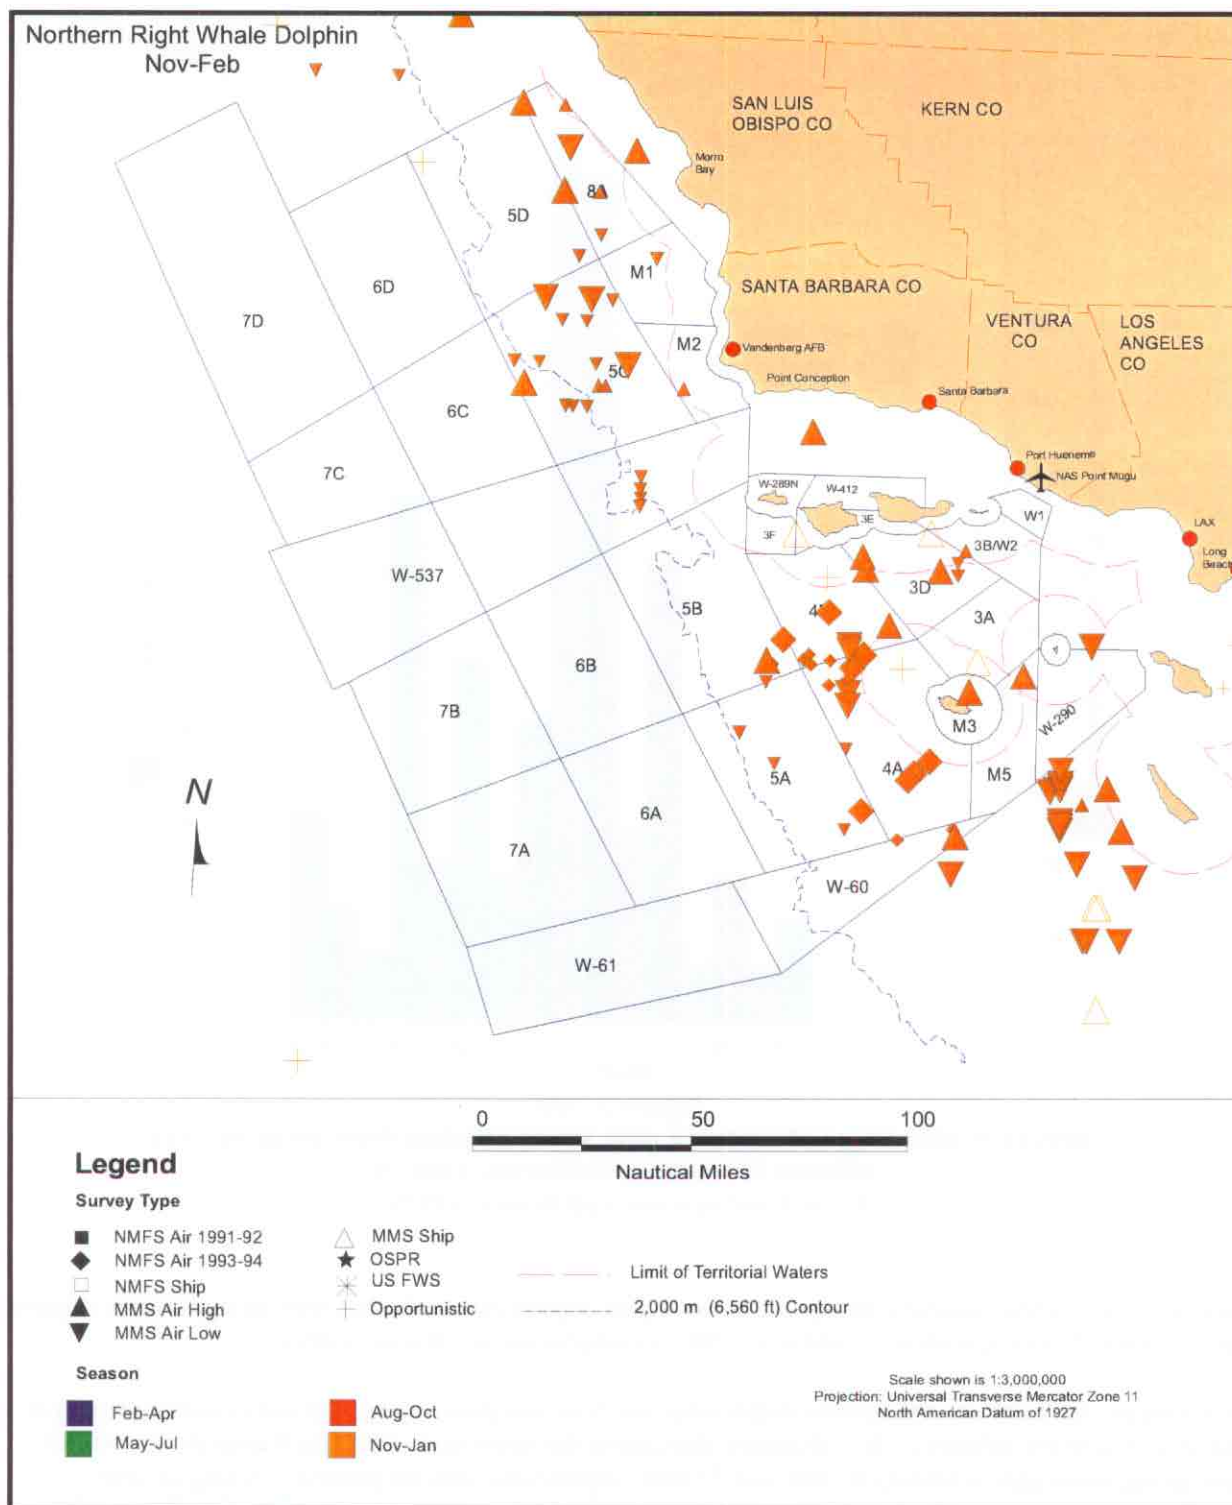 Northern Right Whale Dolphin
Nov-Feb
SAN LUIS
OBISPO CO
KERN CO
Morro
Bay
8A
5D
6D
7D
M1
SANTA BARBARA CO
VENTURA
CO
LOS
ANGELES
CO
M2
Vandenberg AFB
Point Conception
Santa Barbara
6C
7C
Port Hueneme
NAS Point Mugu
W-289N
W-412
W1
3F
3E
LAX
Long
Beach
3B/W2
W-537
3D
5B
3A
6B
7B
M3
W-290
4A
M5
5A
6A
7A
W-60
W-61
N
0 50 100
Nautical Miles
Legend
Survey Type
NMFS Air 1991-92
NMFS Air 1993-94
NMFS Ship
MMS Air High
MMS Air Low
MMS Ship
OSPR
US FWS
Opportunistic
Limit of Territorial Waters
2,000 m (6,560 ft) Contour
Season
Feb-Apr
May-Jul
Aug-Oct
Nov-Jan
Scale shown is 1:3,000,000
Projection: Universal Transverse Mercator Zone 11
North American Datum of 1927